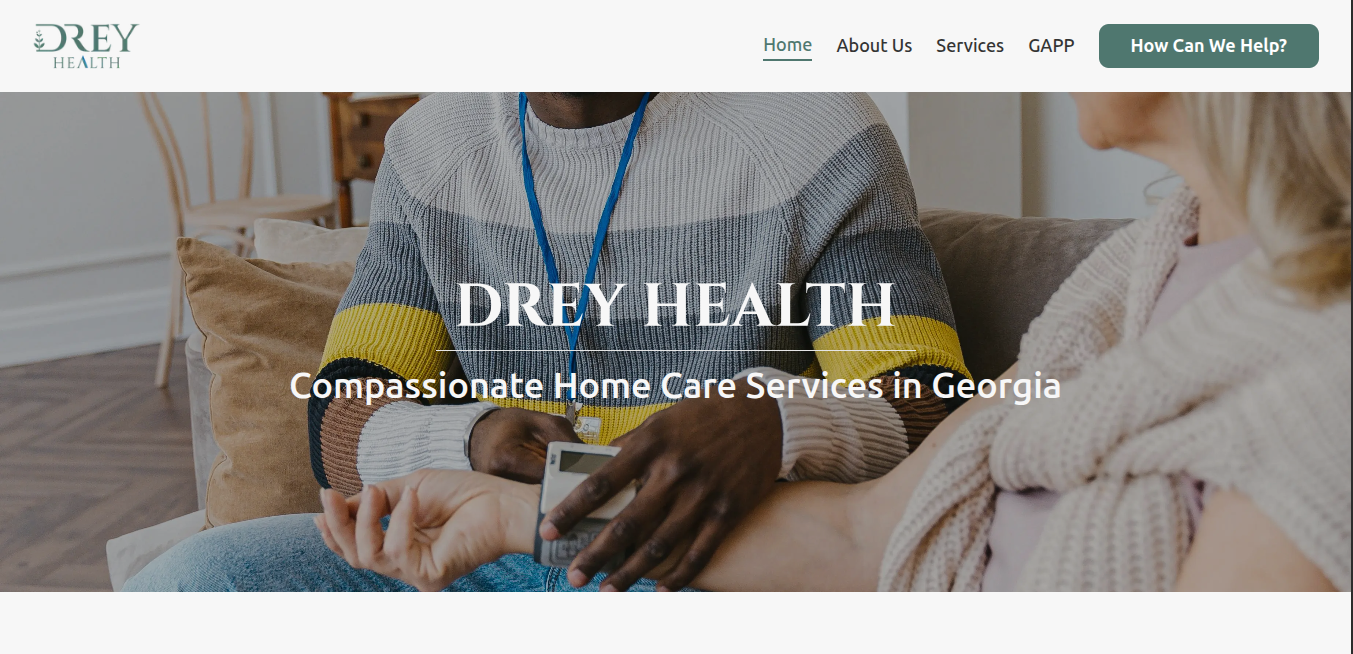 DREY
HEALTH
Home About Us Services GAPP How Can We Help?
DREY HEALTH
Compassionate Home Care Services in Georgia